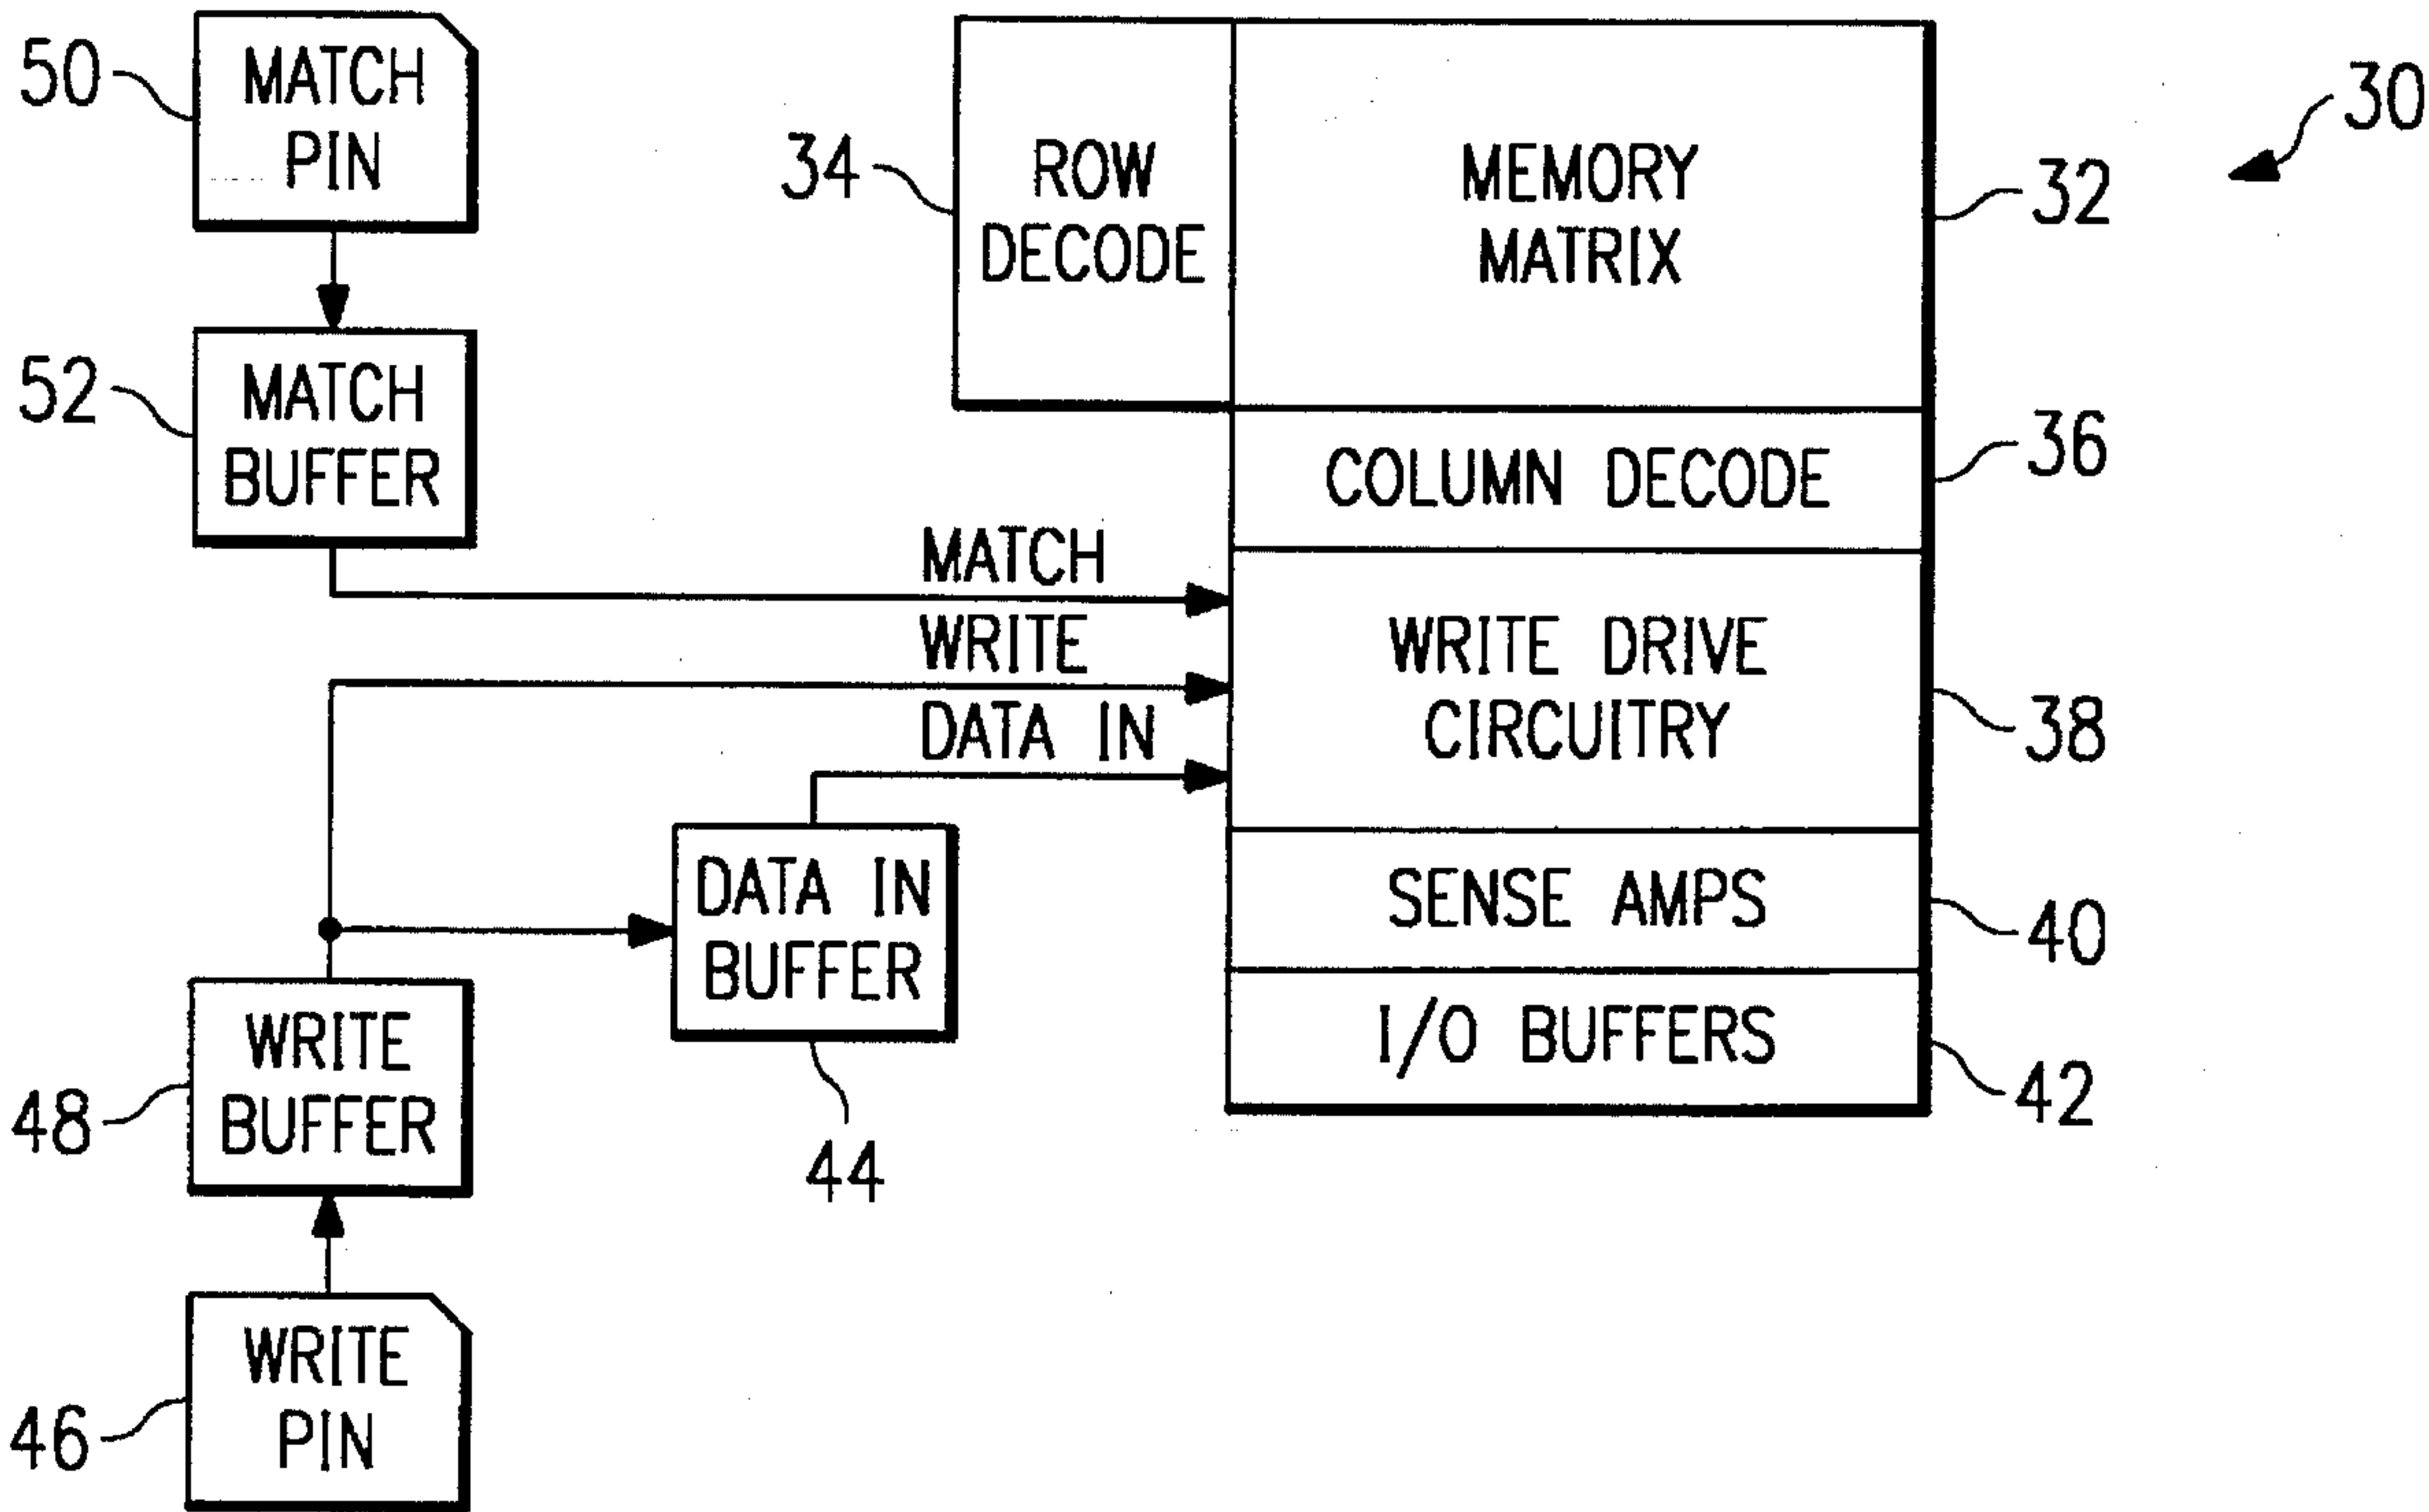 50
MATCH
PIN
52
MATCH
BUFFER
34
ROW
DECODE
MEMORY
MATRIX
30
32
COLUMN DECODE
36
MATCH
WRITE
DATA IN
WRITE DRIVE
CIRCUITRY
38
DATA IN
BUFFER
44
SENSE AMPS
40
I/O BUFFERS
42
48
WRITE
BUFFER
46
WRITE
PIN